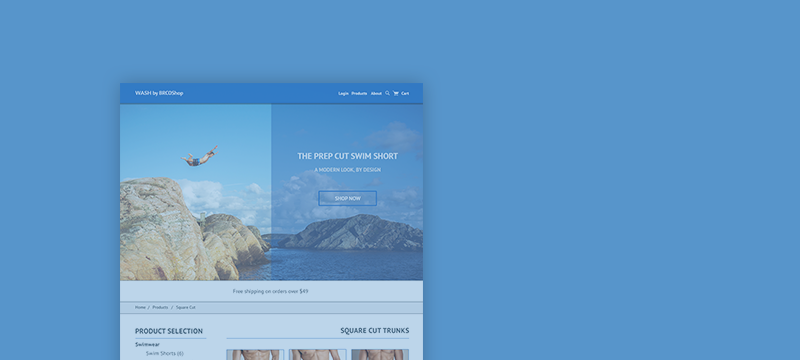 WASH by BRCOShop
Login Products About Cart
THE PREP CUT SWIM SHORT
A MODERN LOOK, BY DESIGN
SHOP NOW
Free shipping on orders over $49
Home / Products / Square Cut
PRODUCT SELECTION
SQUARE CUT TRUNKS
Swimwear
Swim Shorts (6)